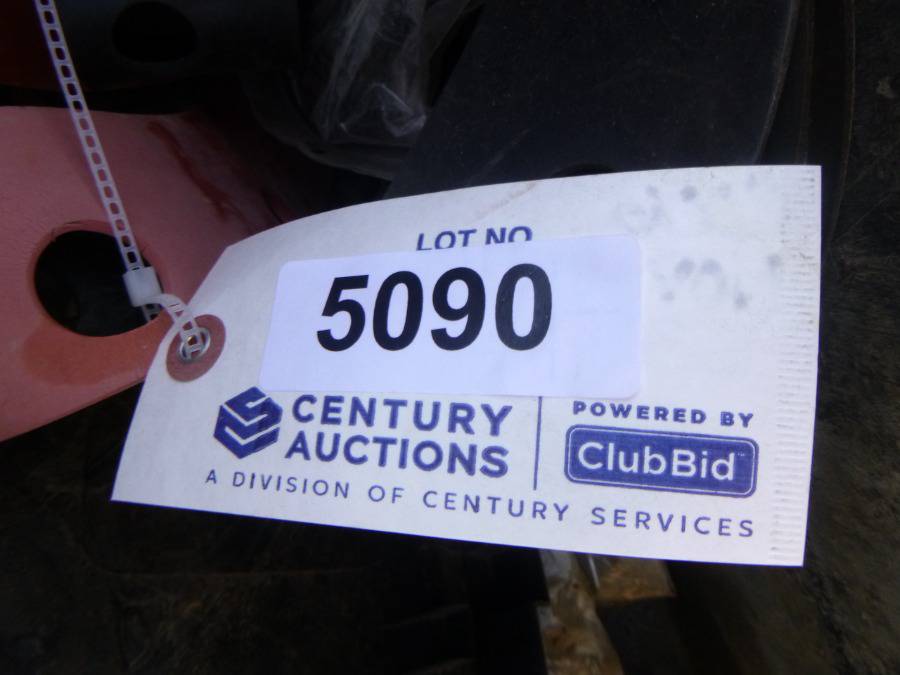 LOT NO
5090
CENTURY
AUCTIONS
A DIVISION OF CENTURY SERVICES
POWERED BY
ClubBid